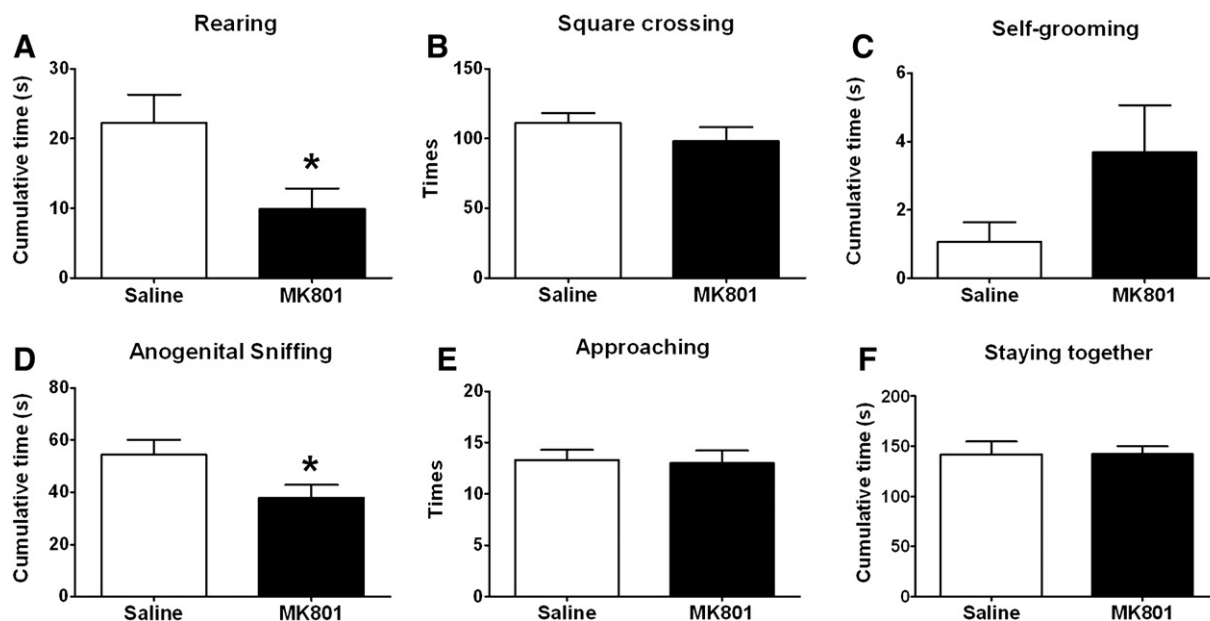 A
Rearing
Cumulative time (s)
30
20
10
0
*
Saline MK801
B
Square crossing
Times
150
100
50
0
Saline MK801
C
Self-grooming
Cumulative time (s)
6
4
2
0
Saline MK801
D
Anogenital Sniffing
Cumulative time (s)
80
60
40
20
0
*
Saline MK801
E
Approaching
Times
20
15
10
5
0
Saline MK801
F
Staying together
Cumulative time (s)
200
150
100
50
0
Saline MK801